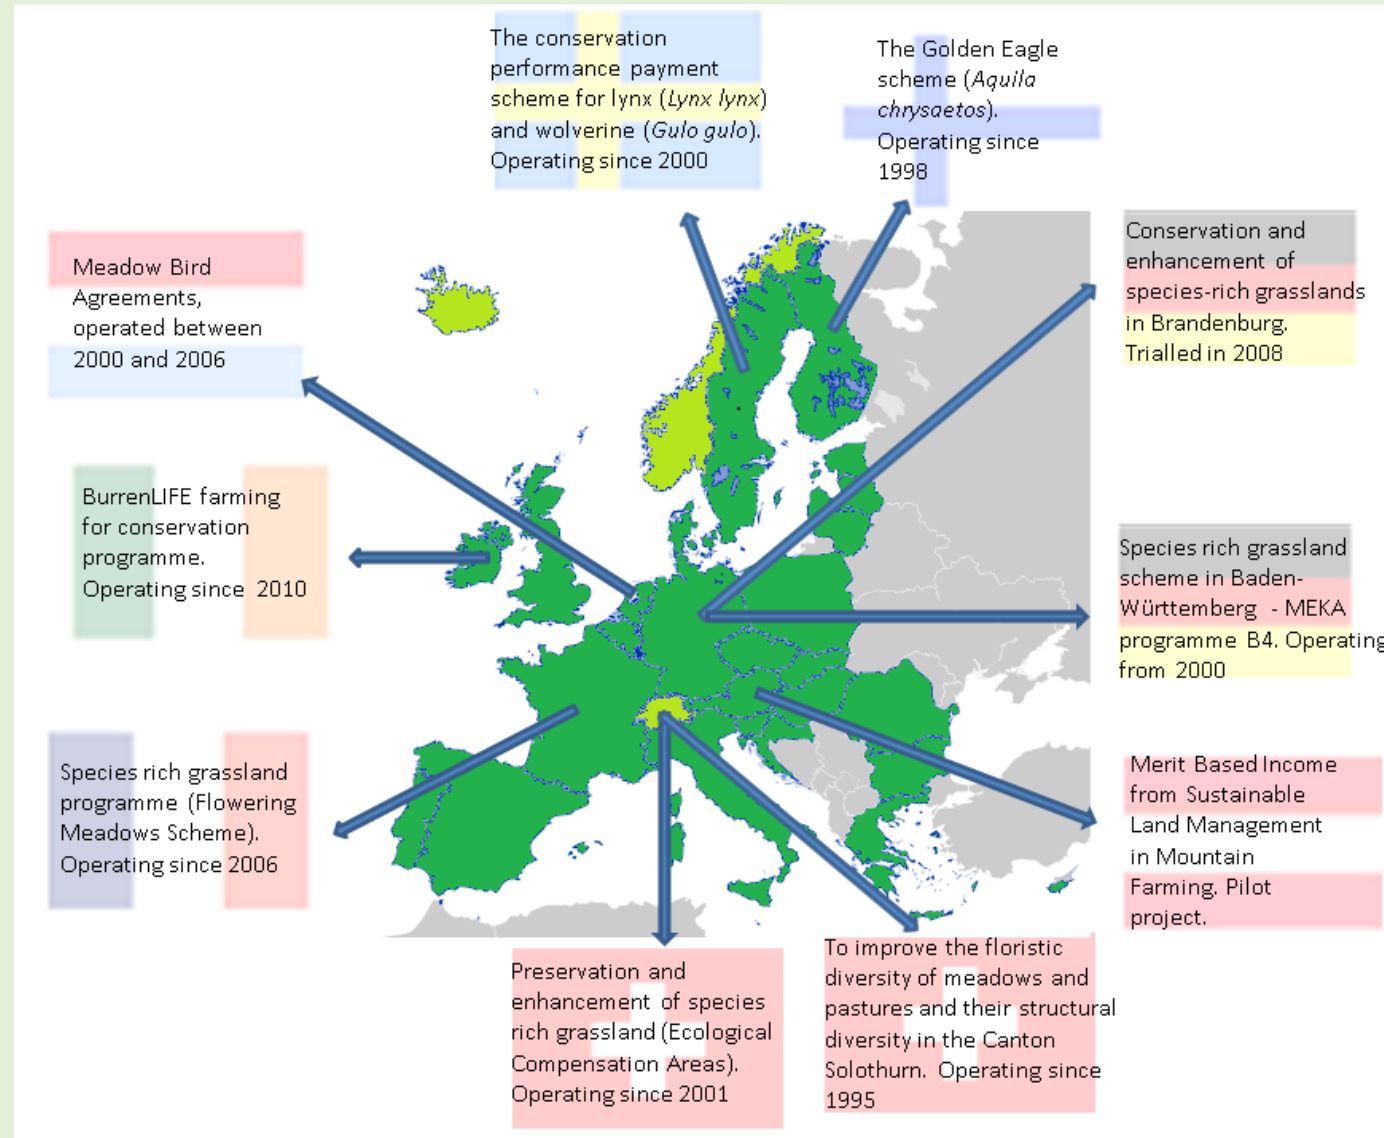 The conservation
performance payment
scheme for lynx (Lynx lynx)
and wolverine (Gulo gulo).
Operating since 2000
The Golden Eagle
scheme (Aquila
chrysaetos).
Operating since
1998
Meadow Bird
Agreements,
operated between
2000 and 2006
Conservation and
enhancement of
species-rich grasslands
in Brandenburg.
Trialled in 2008
BurrenLIFE farming
for conservation
programme.
Operating since 2010
Species rich grassland
scheme in Baden-
Württemberg - MEKA
programme B4. Operating
from 2000
Species rich grassland
programme (Flowering
Meadows Scheme).
Operating since 2006
Merit Based Income
from Sustainable
Land Management
in Mountain
Farming. Pilot
project.
Preservation and
enhancement of species
rich grassland (Ecological
Compensation Areas).
Operating since 2001
To improve the floristic
diversity of meadows and
pastures and their structural
diversity in the Canton
Solothurn. Operating since
1995